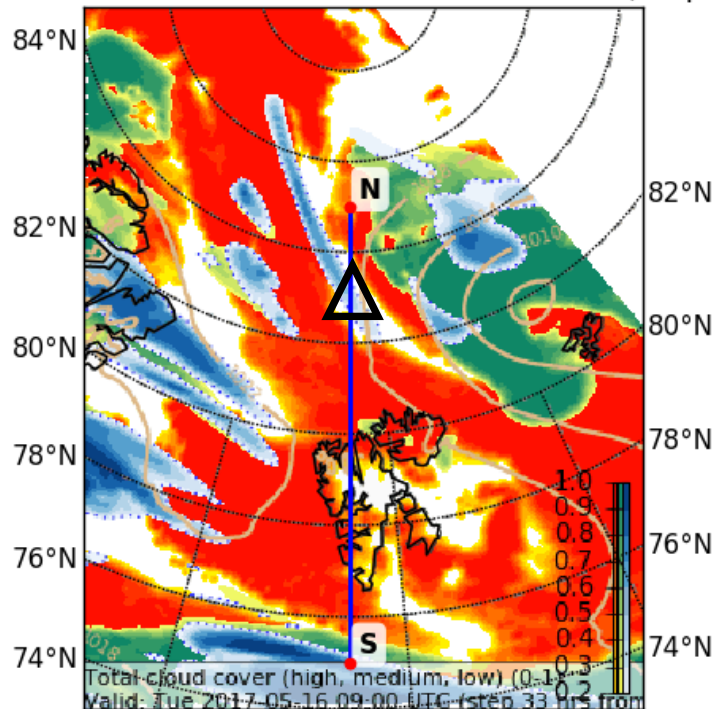 84°N
82°N
80°N
78°N
76°N
74°N
82°N
80°N
78°N
76°N
74°N
N
S
1010
1018
1.0
0.9
0.8
0.7
0.6
0.5
0.4
0.3
0.2
Total cloud cover (high, medium, low) (0-1)
Valid: Tue 2017-05-16 09:00 UTC (step 33 hrs from